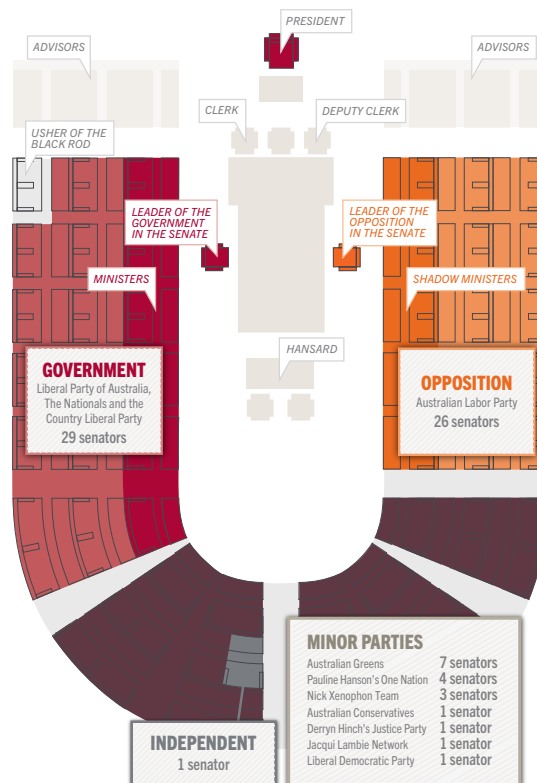 PRESIDENT
ADVISORS
ADVISORS
CLERK
DEPUTY CLERK
USHER OF THE
BLACK ROD
LEADER OF THE
GOVERNMENT
IN THE SENATE
LEADER OF THE
OPPOSITION
IN THE SENATE
MINISTERS
SHADOW MINISTERS
HANSARD
GOVERNMENT
Liberal Party of Australia,
The Nationals and the
Country Liberal Party
29 senators
OPPOSITION
Australian Labor Party
26 senators
MINOR PARTIES
Australian Greens 7 senators
Pauline Hanson's One Nation 4 senators
Nick Xenophon Team 3 senators
Australian Conservatives 1 senator
Derryn Hinch's Justice Party 1 senator
Jacqui Lambie Network 1 senator
Liberal Democratic Party 1 senator
INDEPENDENT
1 senator